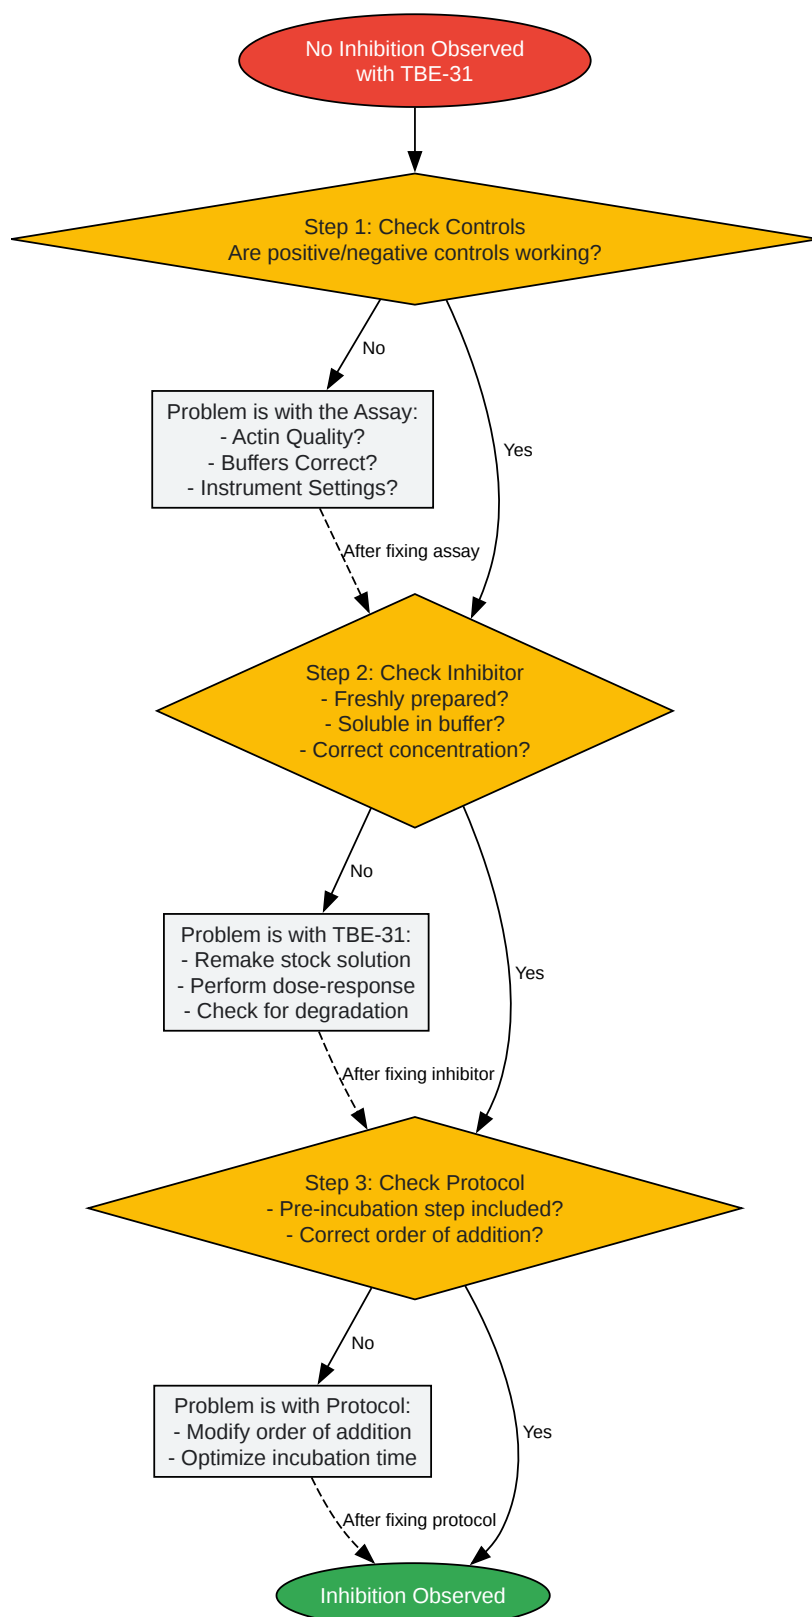 No Inhibition Observed
with TBE-31
Step 1: Check Controls
Are positive/negative controls working?
No
Yes
Problem is with the Assay:
- Actin Quality?
- Buffers Correct?
- Instrument Settings?
After fixing assay
Step 2: Check Inhibitor
- Freshly prepared?
- Soluble in buffer?
- Correct concentration?
No
Yes
Problem is with TBE-31:
- Remake stock solution
- Perform dose-response
- Check for degradation
After fixing inhibitor
Step 3: Check Protocol
- Pre-incubation step included?
- Correct order of addition?
No
Yes
Problem is with Protocol:
- Modify order of addition
- Optimize incubation time
After fixing protocol
Inhibition Observed